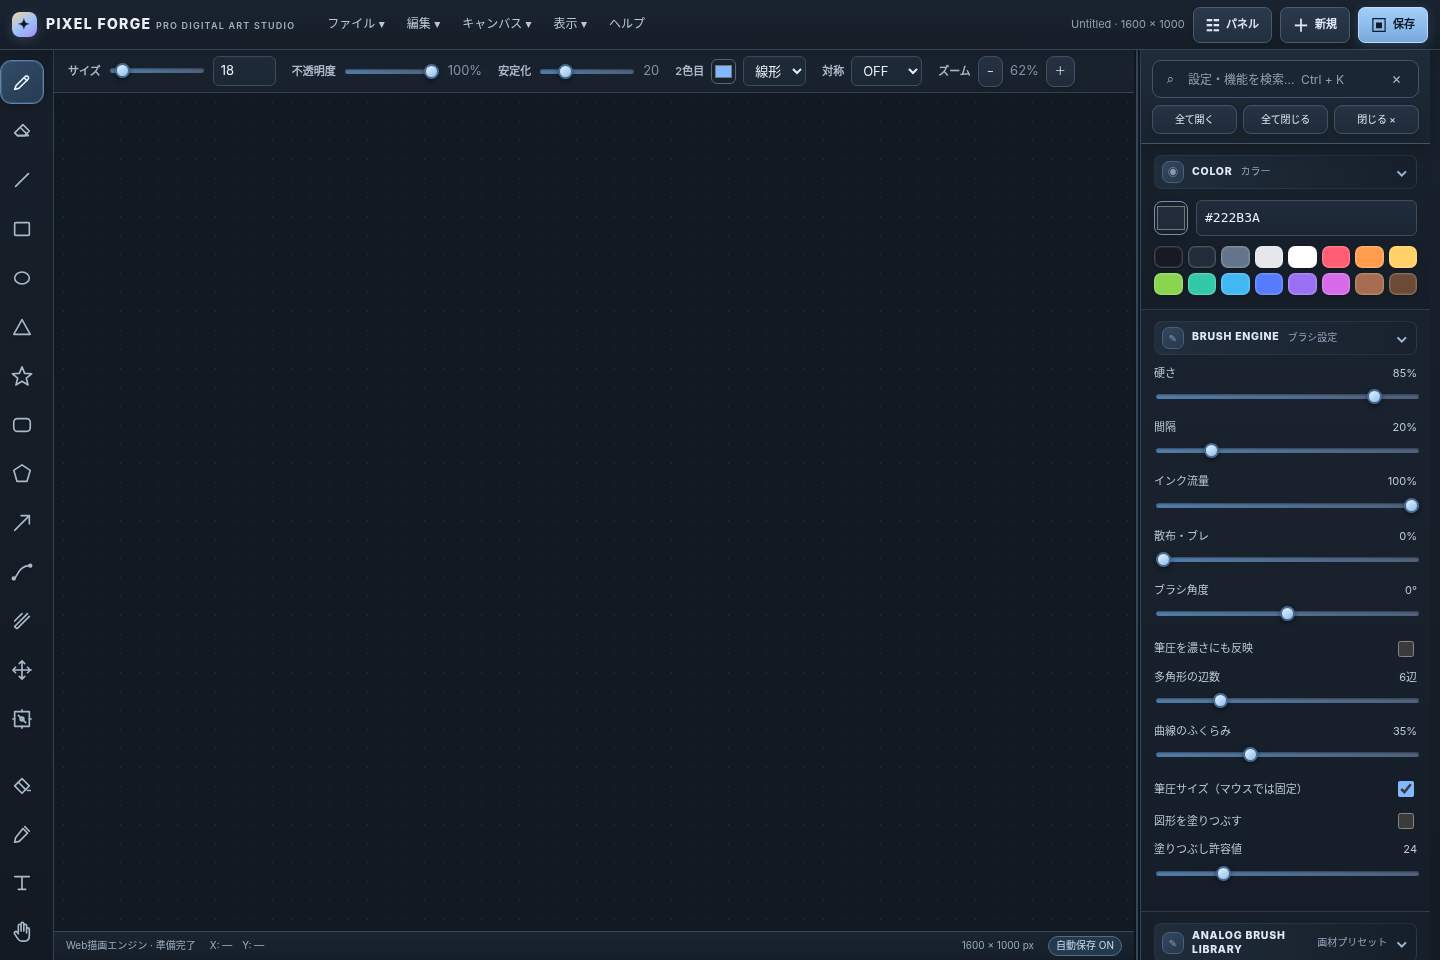 PIXEL FORGE PRO DIGITAL ART STUDIO ファイル ▾ 編集 ▾ キャンバス ▾ 表示 ▾ ヘルプ Untitled · 1600 × 1000 パネル 新規 保存
サイズ 18 不透明度 100% 安定化 20 2色目 線形 対称 OFF ズーム - 62% +
設定・機能を検索... Ctrl + K ×
全て開く 全て閉じる 閉じる ×
COLOR カラー
#222B3A
BRUSH ENGINE ブラシ設定
硬さ 85%
間隔 20%
インク流量 100%
散布・ブレ 0%
ブラシ角度 0°
筆圧を濃さにも反映
多角形の辺数 6辺
曲線のふくらみ 35%
筆圧サイズ（マウスでは固定）
図形を塗りつぶす
塗りつぶし許容値 24
ANALOG BRUSH
LIBRARY 画材プリセット
Web描画エンジン · 準備完了 X: — Y: — 1600 × 1000 px 自動保存 ON